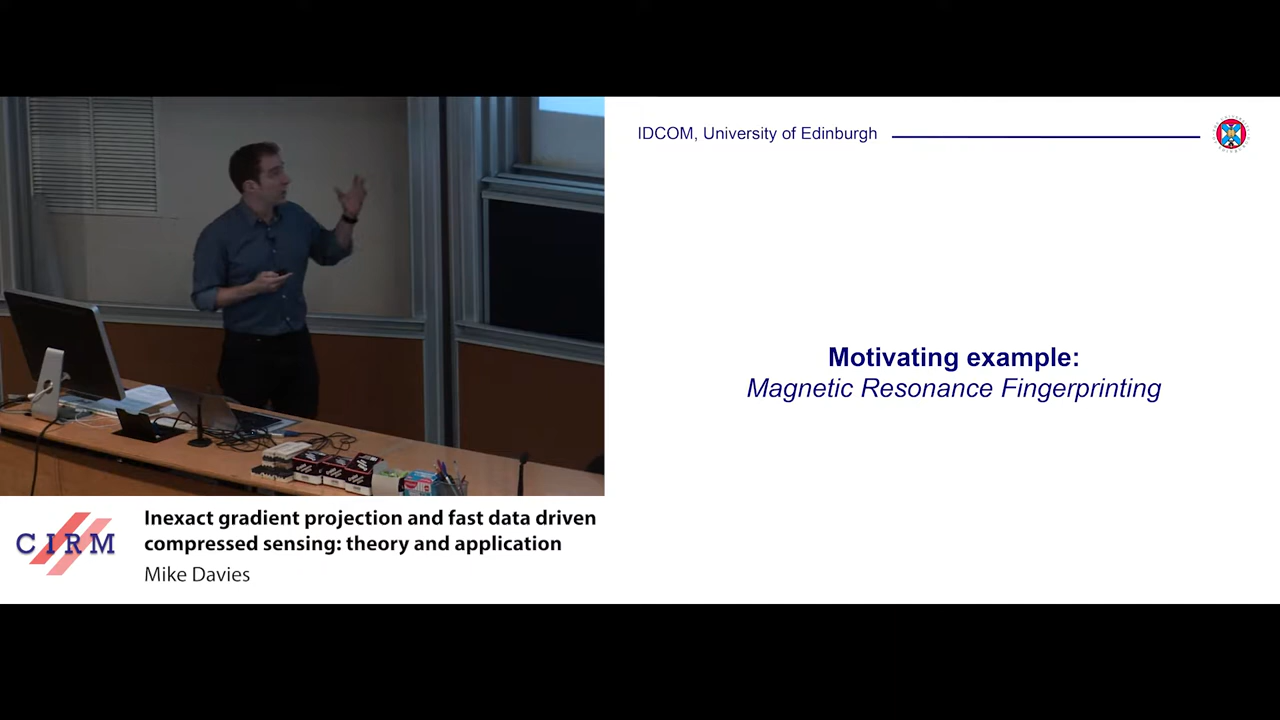 IDCOM, University of Edinburgh
Motivating example:
Magnetic Resonance Fingerprinting
CIRM
Inexact gradient projection and fast data driven
compressed sensing: theory and application
Mike Davies